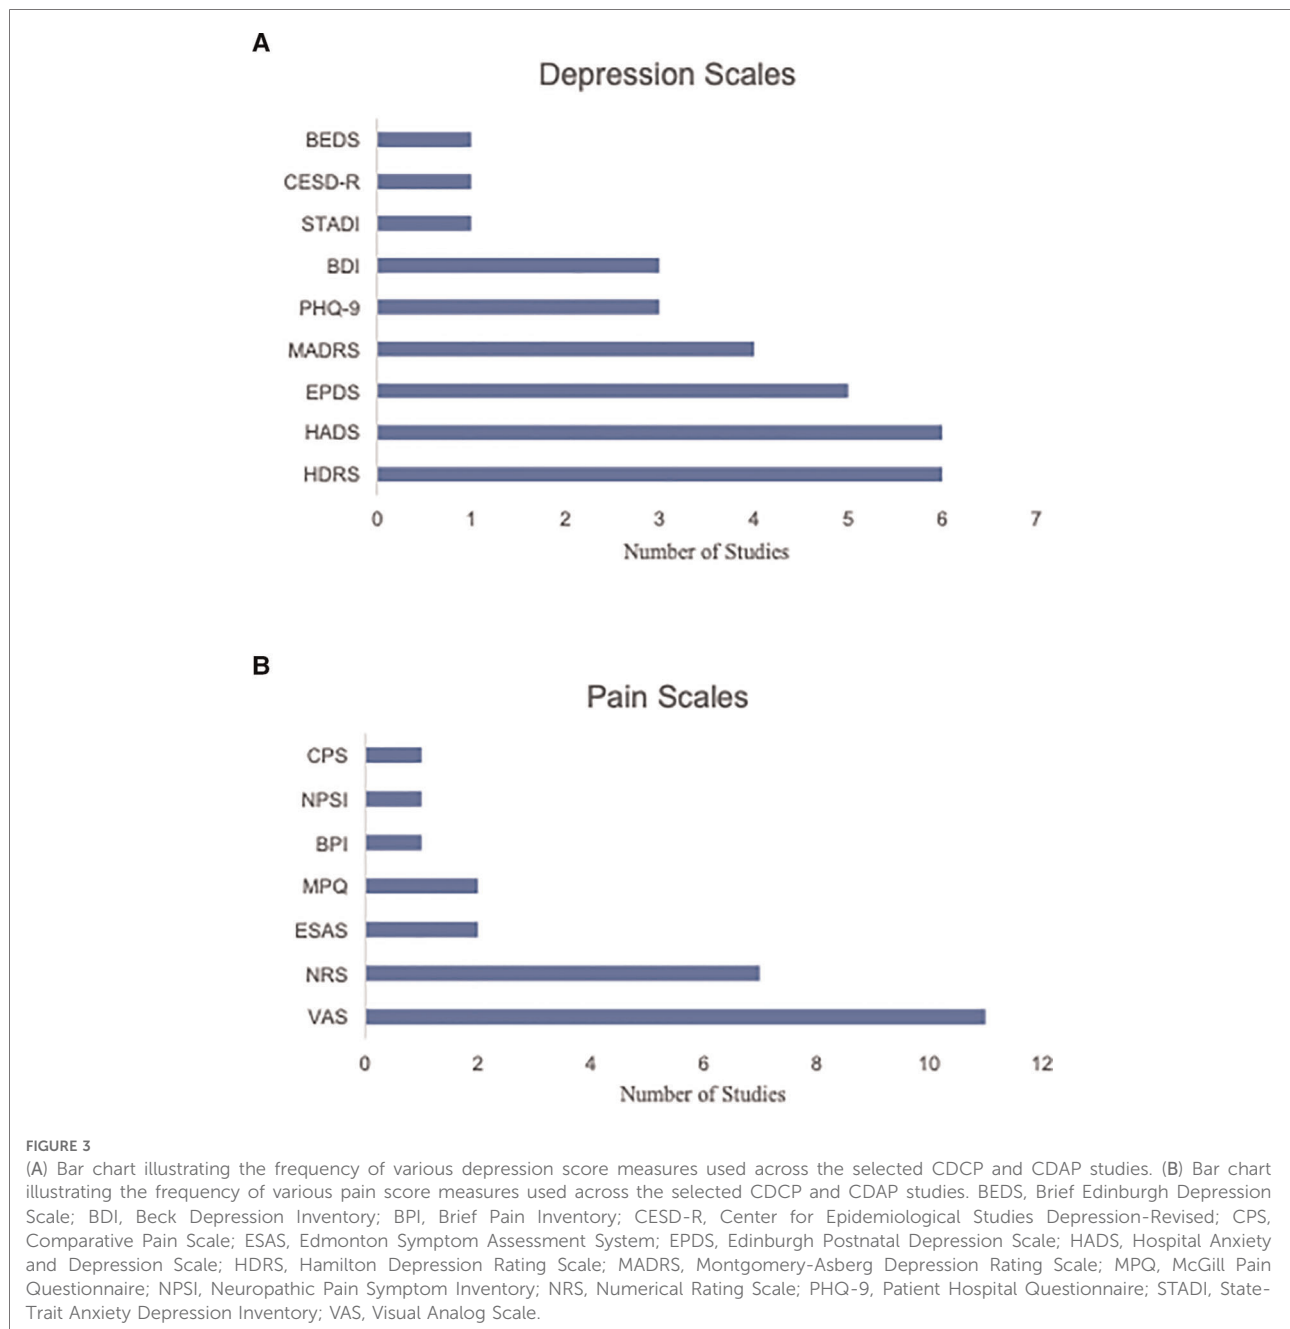 A
Depression Scales
BEDS
CESD-R
STADI
BDI
PHQ-9
MADRS
EPDS
HADS
HDRS
0 1 2 3 4 5 6 7
Number of Studies
B
Pain Scales
CPS
NPSI
BPI
MPQ
ESAS
NRS
VAS
0 2 4 6 8 10 12
Number of Studies
FIGURE 3
(A) Bar chart illustrating the frequency of various depression score measures used across the selected CDCP and CDAP studies. (B) Bar chart
illustrating the frequency of various pain score measures used across the selected CDCP and CDAP studies. BEDS, Brief Edinburgh Depression
Scale; BDI, Beck Depression Inventory; BPI, Brief Pain Inventory; CESD-R, Center for Epidemiological Studies Depression-Revised; CPS,
Comparative Pain Scale; ESAS, Edmonton Symptom Assessment System; EPDS, Edinburgh Postnatal Depression Scale; HADS, Hospital Anxiety
and Depression Scale; HDRS, Hamilton Depression Rating Scale; MADRS, Montgomery-Asberg Depression Rating Scale; MPQ, McGill Pain
Questionnaire; NPSI, Neuropathic Pain Symptom Inventory; NRS, Numerical Rating Scale; PHQ-9, Patient Hospital Questionnaire; STADI, State-
Trait Anxiety Depression Inventory; VAS, Visual Analog Scale.